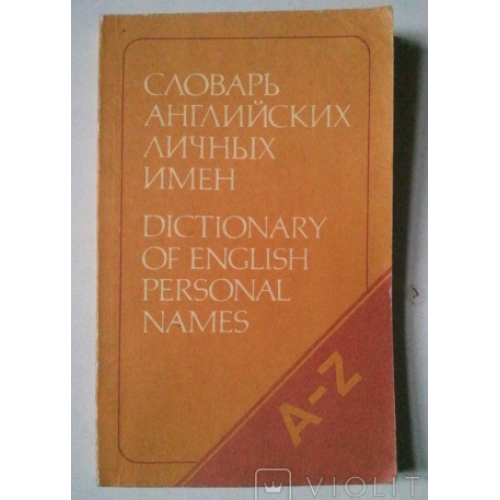 СЛОВАРЬ
АНГЛИЙСКИХ
ЛИЧНЫХ
ИМЕН
DICTIONARY
OF ENGLISH
PERSONAL
NAMES
A–Z
VIOLIT